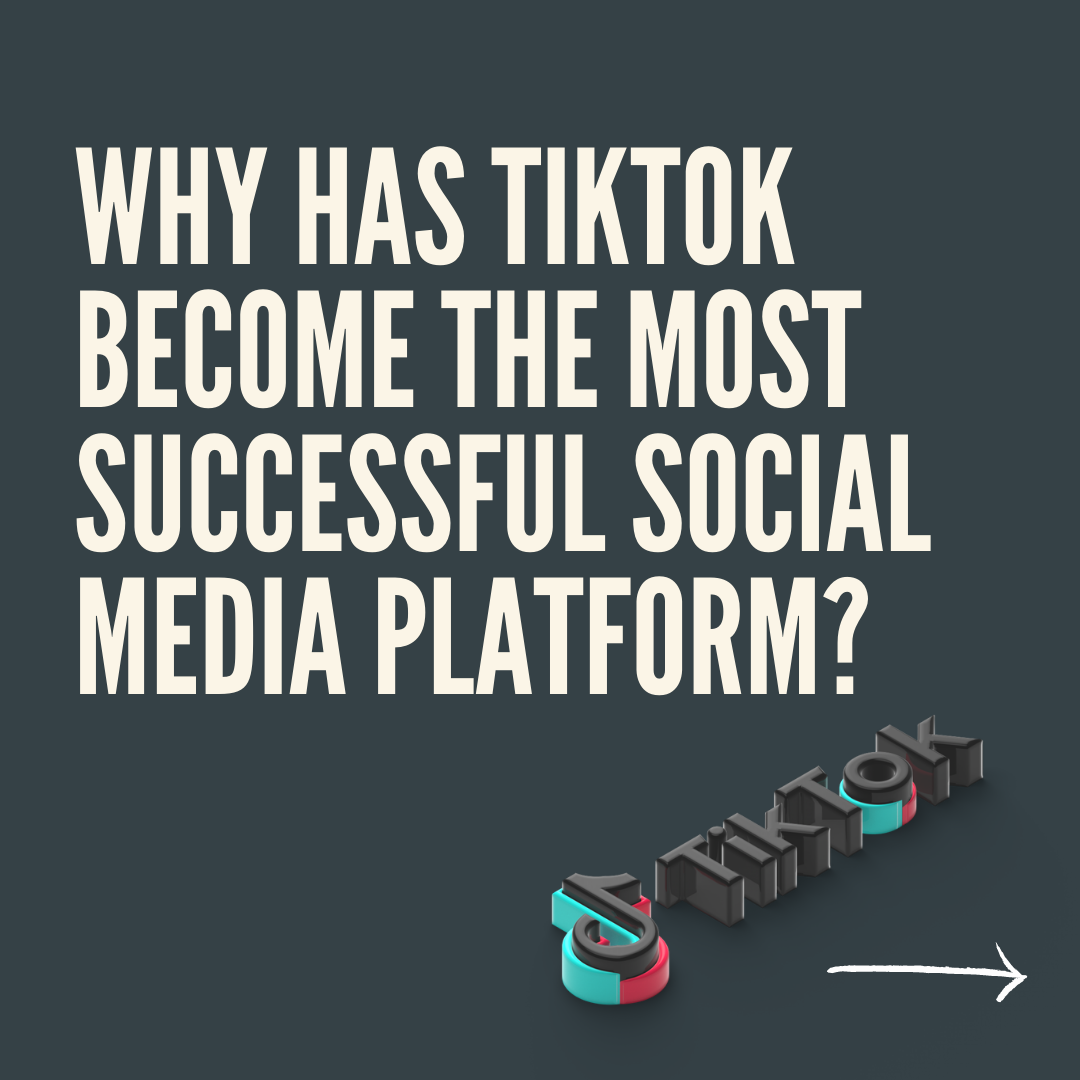 WHY HAS TIKTOK
BECOME THE MOST
SUCCESSFUL SOCIAL
MEDIA PLATFORM?
TikTok